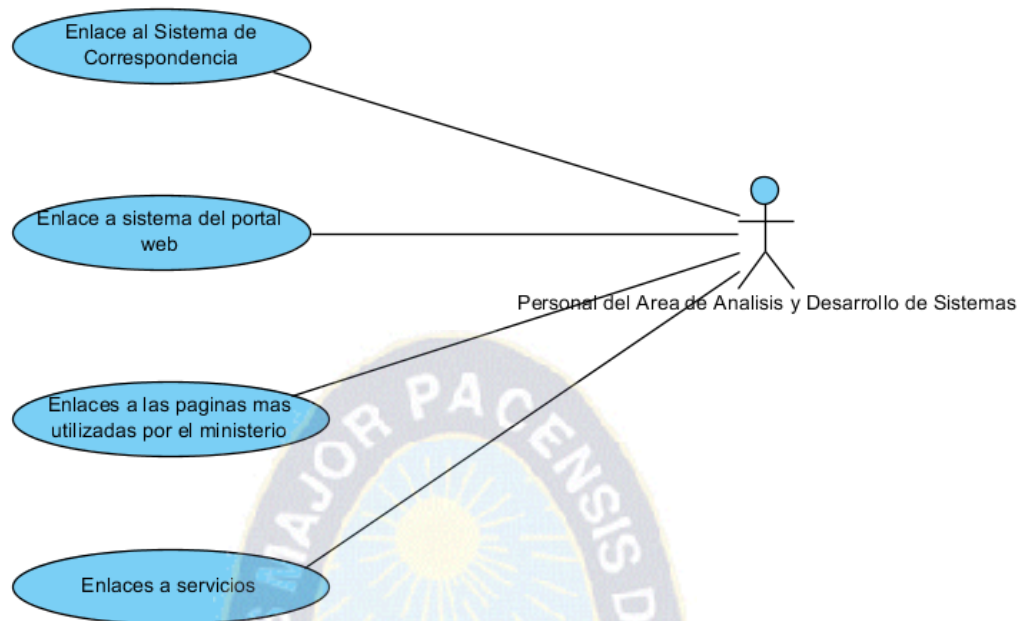 Enlace al Sistema de
Correspondencia
Enlace a sistema del portal
web
Personal del Area de Analisis y Desarrollo de Sistemas
Enlaces a las paginas mas
utilizadas por el ministerio
Enlaces a servicios
MAJOR PACENSIS D